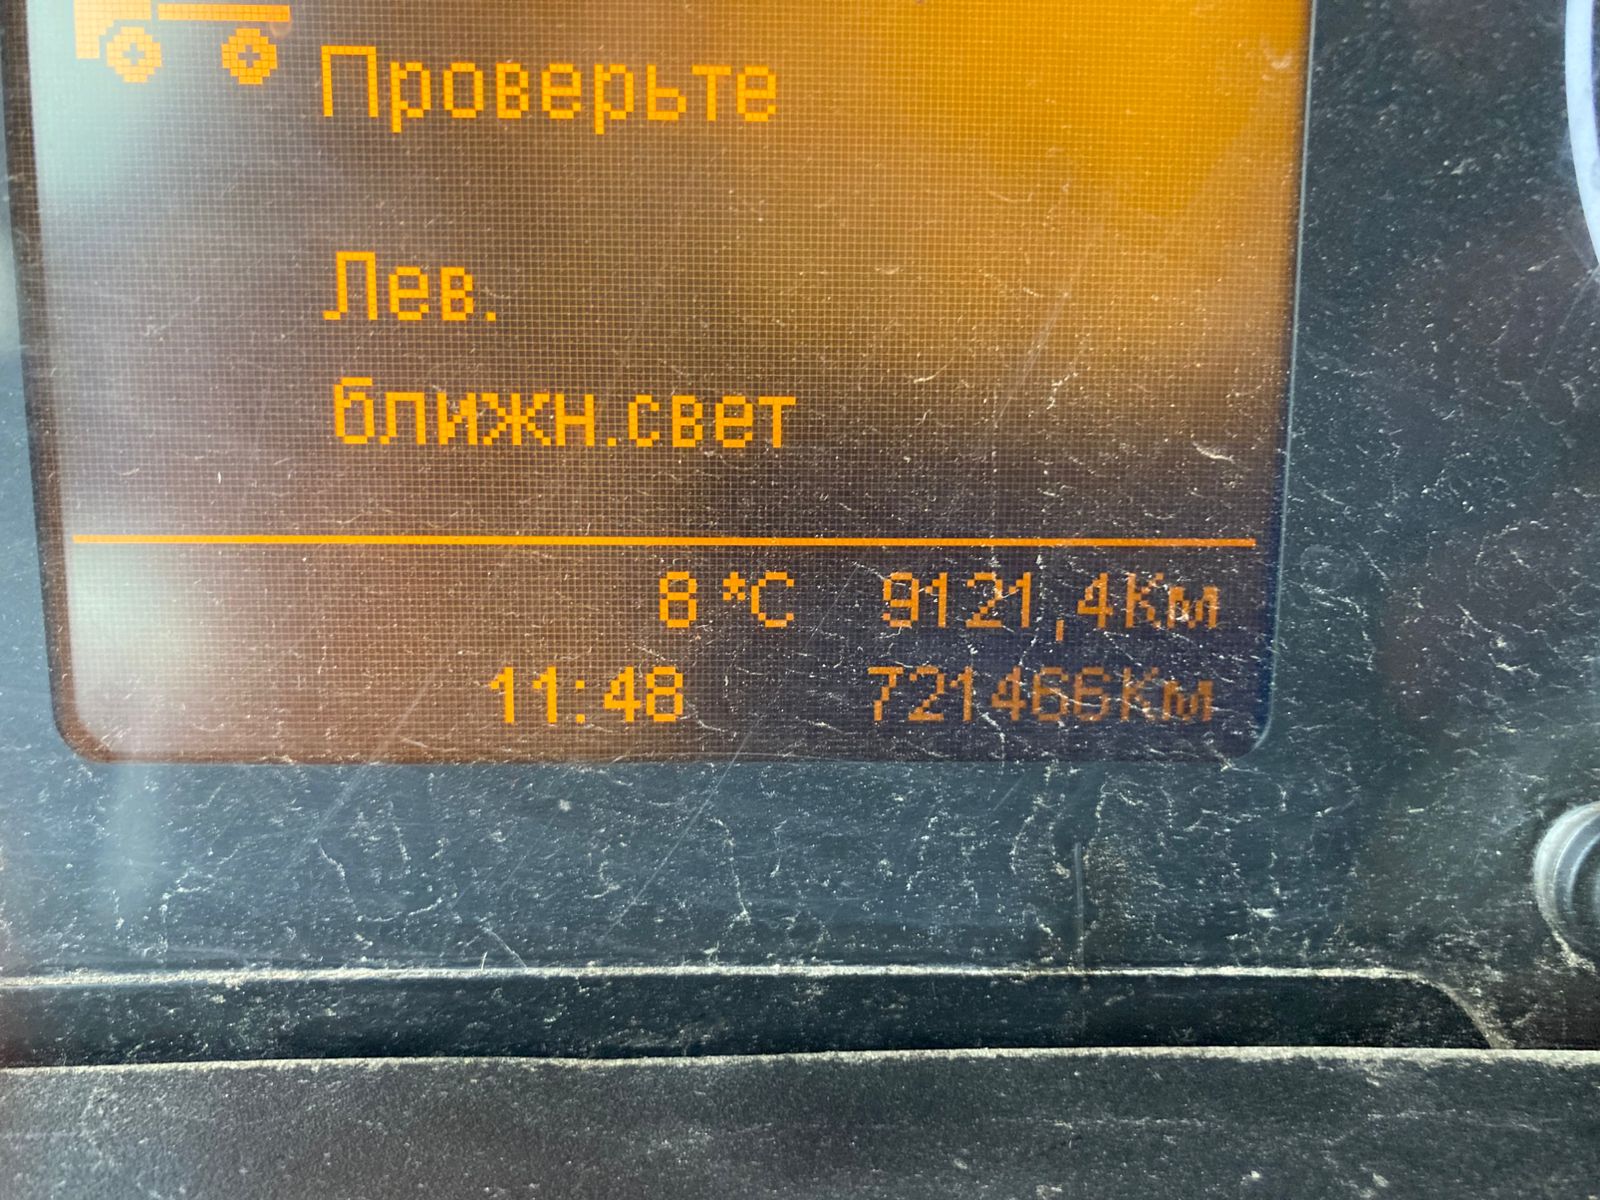 Проверьте
Лев.
ближн.свет
8 *C 9121,4Км
11:48 721466Км